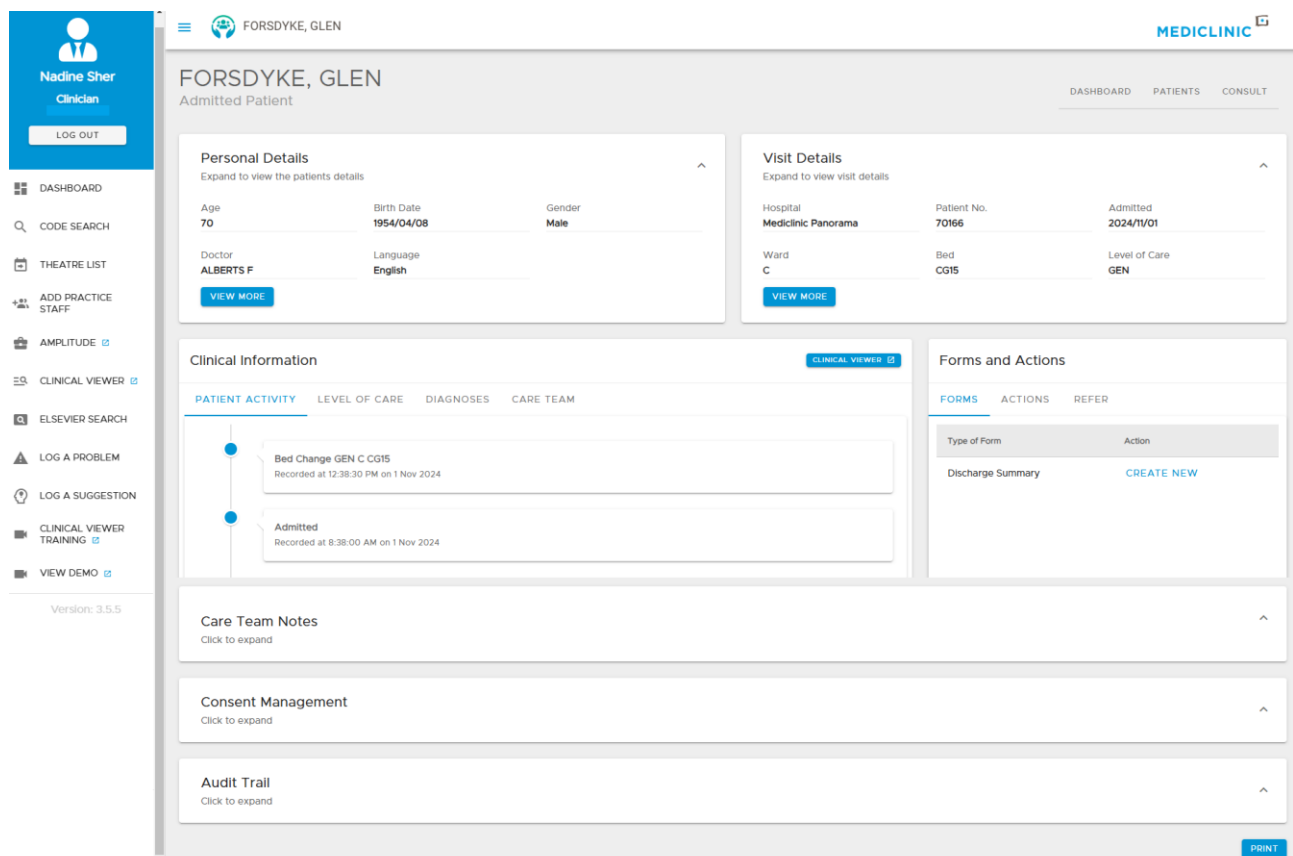 Nadine Sher
Clinician
LOG OUT
DASHBOARD
CODE SEARCH
THEATRE LIST
ADD PRACTICE
STAFF
AMPLITUDE
CLINICAL VIEWER
ELSEVIER SEARCH
LOG A PROBLEM
LOG A SUGGESTION
CLINICAL VIEWER
TRAINING
VIEW DEMO
Version: 3.5.5
FORSDYKE, GLEN
MEDICLINIC
FORSDYKE, GLEN
Admitted Patient
DASHBOARD PATIENTS CONSULT
Personal Details
Expand to view the patients details
Age Birth Date Gender
70 1954/04/08 Male
Doctor Language
ALBERTS F English
VIEW MORE
Visit Details
Expand to view visit details
Hospital Patient No. Admitted
Mediclinic Panorama 70166 2024/11/01
Ward Bed Level of Care
C CG15 GEN
VIEW MORE
Clinical Information
CLINICAL VIEWER
PATIENT ACTIVITY LEVEL OF CARE DIAGNOSES CARE TEAM
Bed Change GEN C CG15
Recorded at 12:38:30 PM on 1 Nov 2024
Admitted
Recorded at 8:38:00 AM on 1 Nov 2024
Forms and Actions
FORMS ACTIONS REFER
Type of Form Action
Discharge Summary CREATE NEW
Care Team Notes
Click to expand
Consent Management
Click to expand
Audit Trail
Click to expand
PRINT